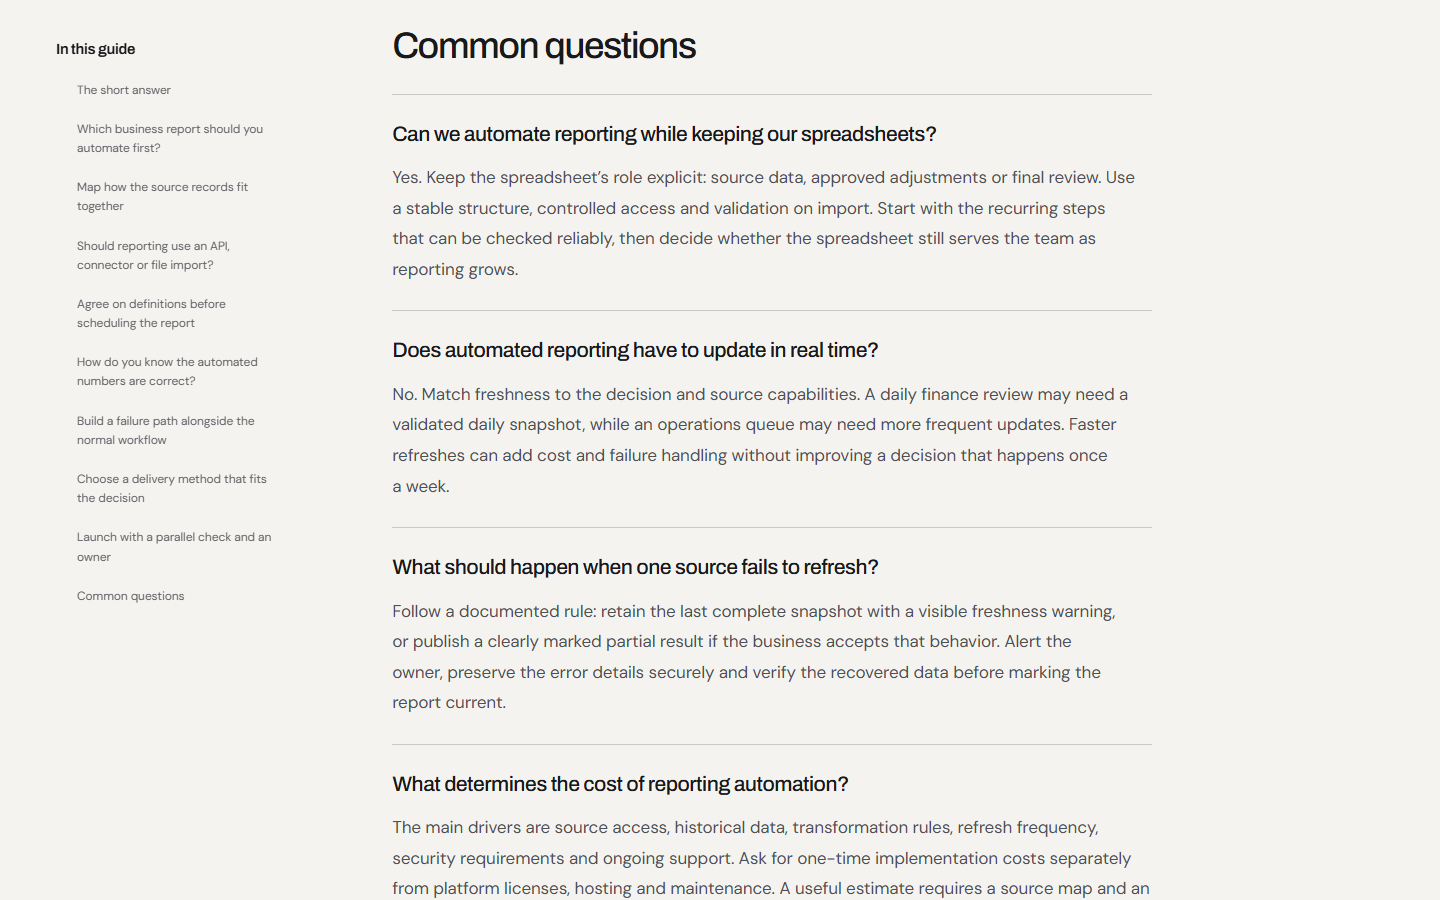 In this guide
The short answer
Which business report should you
automate first?
Map how the source records fit
together
Should reporting use an API,
connector or file import?
Agree on definitions before
scheduling the report
How do you know the automated
numbers are correct?
Build a failure path alongside the
normal workflow
Choose a delivery method that fits
the decision
Launch with a parallel check and an
owner
Common questions
Common questions
Can we automate reporting while keeping our spreadsheets?
Yes. Keep the spreadsheet’s role explicit: source data, approved adjustments or final review. Use
a stable structure, controlled access and validation on import. Start with the recurring steps
that can be checked reliably, then decide whether the spreadsheet still serves the team as
reporting grows.
Does automated reporting have to update in real time?
No. Match freshness to the decision and source capabilities. A daily finance review may need a
validated daily snapshot, while an operations queue may need more frequent updates. Faster
refreshes can add cost and failure handling without improving a decision that happens once
a week.
What should happen when one source fails to refresh?
Follow a documented rule: retain the last complete snapshot with a visible freshness warning,
or publish a clearly marked partial result if the business accepts that behavior. Alert the
owner, preserve the error details securely and verify the recovered data before marking the
report current.
What determines the cost of reporting automation?
The main drivers are source access, historical data, transformation rules, refresh frequency,
security requirements and ongoing support. Ask for one-time implementation costs separately
from platform licenses, hosting and maintenance. A useful estimate requires a source map and an